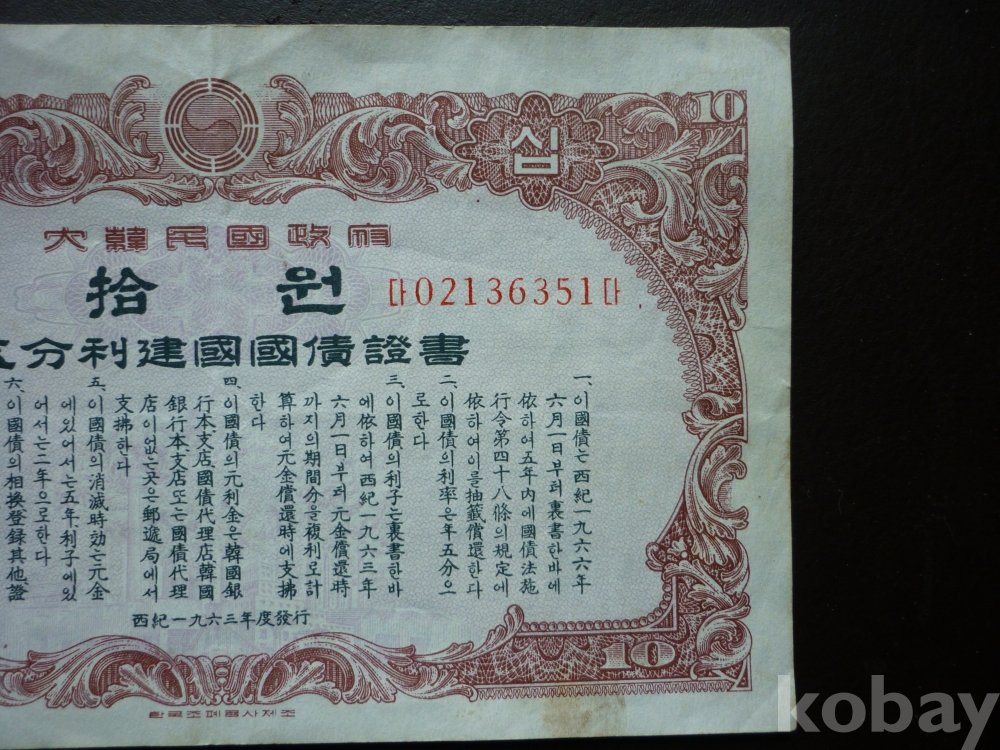 10
십
大韓民國政府
拾 원
다02136351다
五分利建國國債證書
一、이國債는西紀一九六六年
六月一日부터裏書한바에
依하여五年內에國債法施
行令第四十八條의規定에
依하여이를抽籤償還한다
二、이國債의利率은年五分으
로한다
三、이國債의利子는裏書한바
에依하여西紀一九六三年
六月一日부터元金償還時
까지의期間分을複利로計
算하여元金償還時에支拂
한다
四、이國債의元利金은韓國銀
行本、支店、國債代理店、韓國
銀行本、支店또는國債代理
店이없는곳은郵遞局에서
支拂하다
五、이國債의消滅時効는元金
에있어서는五年、利子에있
어서는二年으로한다
六、이國債의相換登録其他、證
西紀一九六三年度發行
10
한국조폐공사제조
kobay